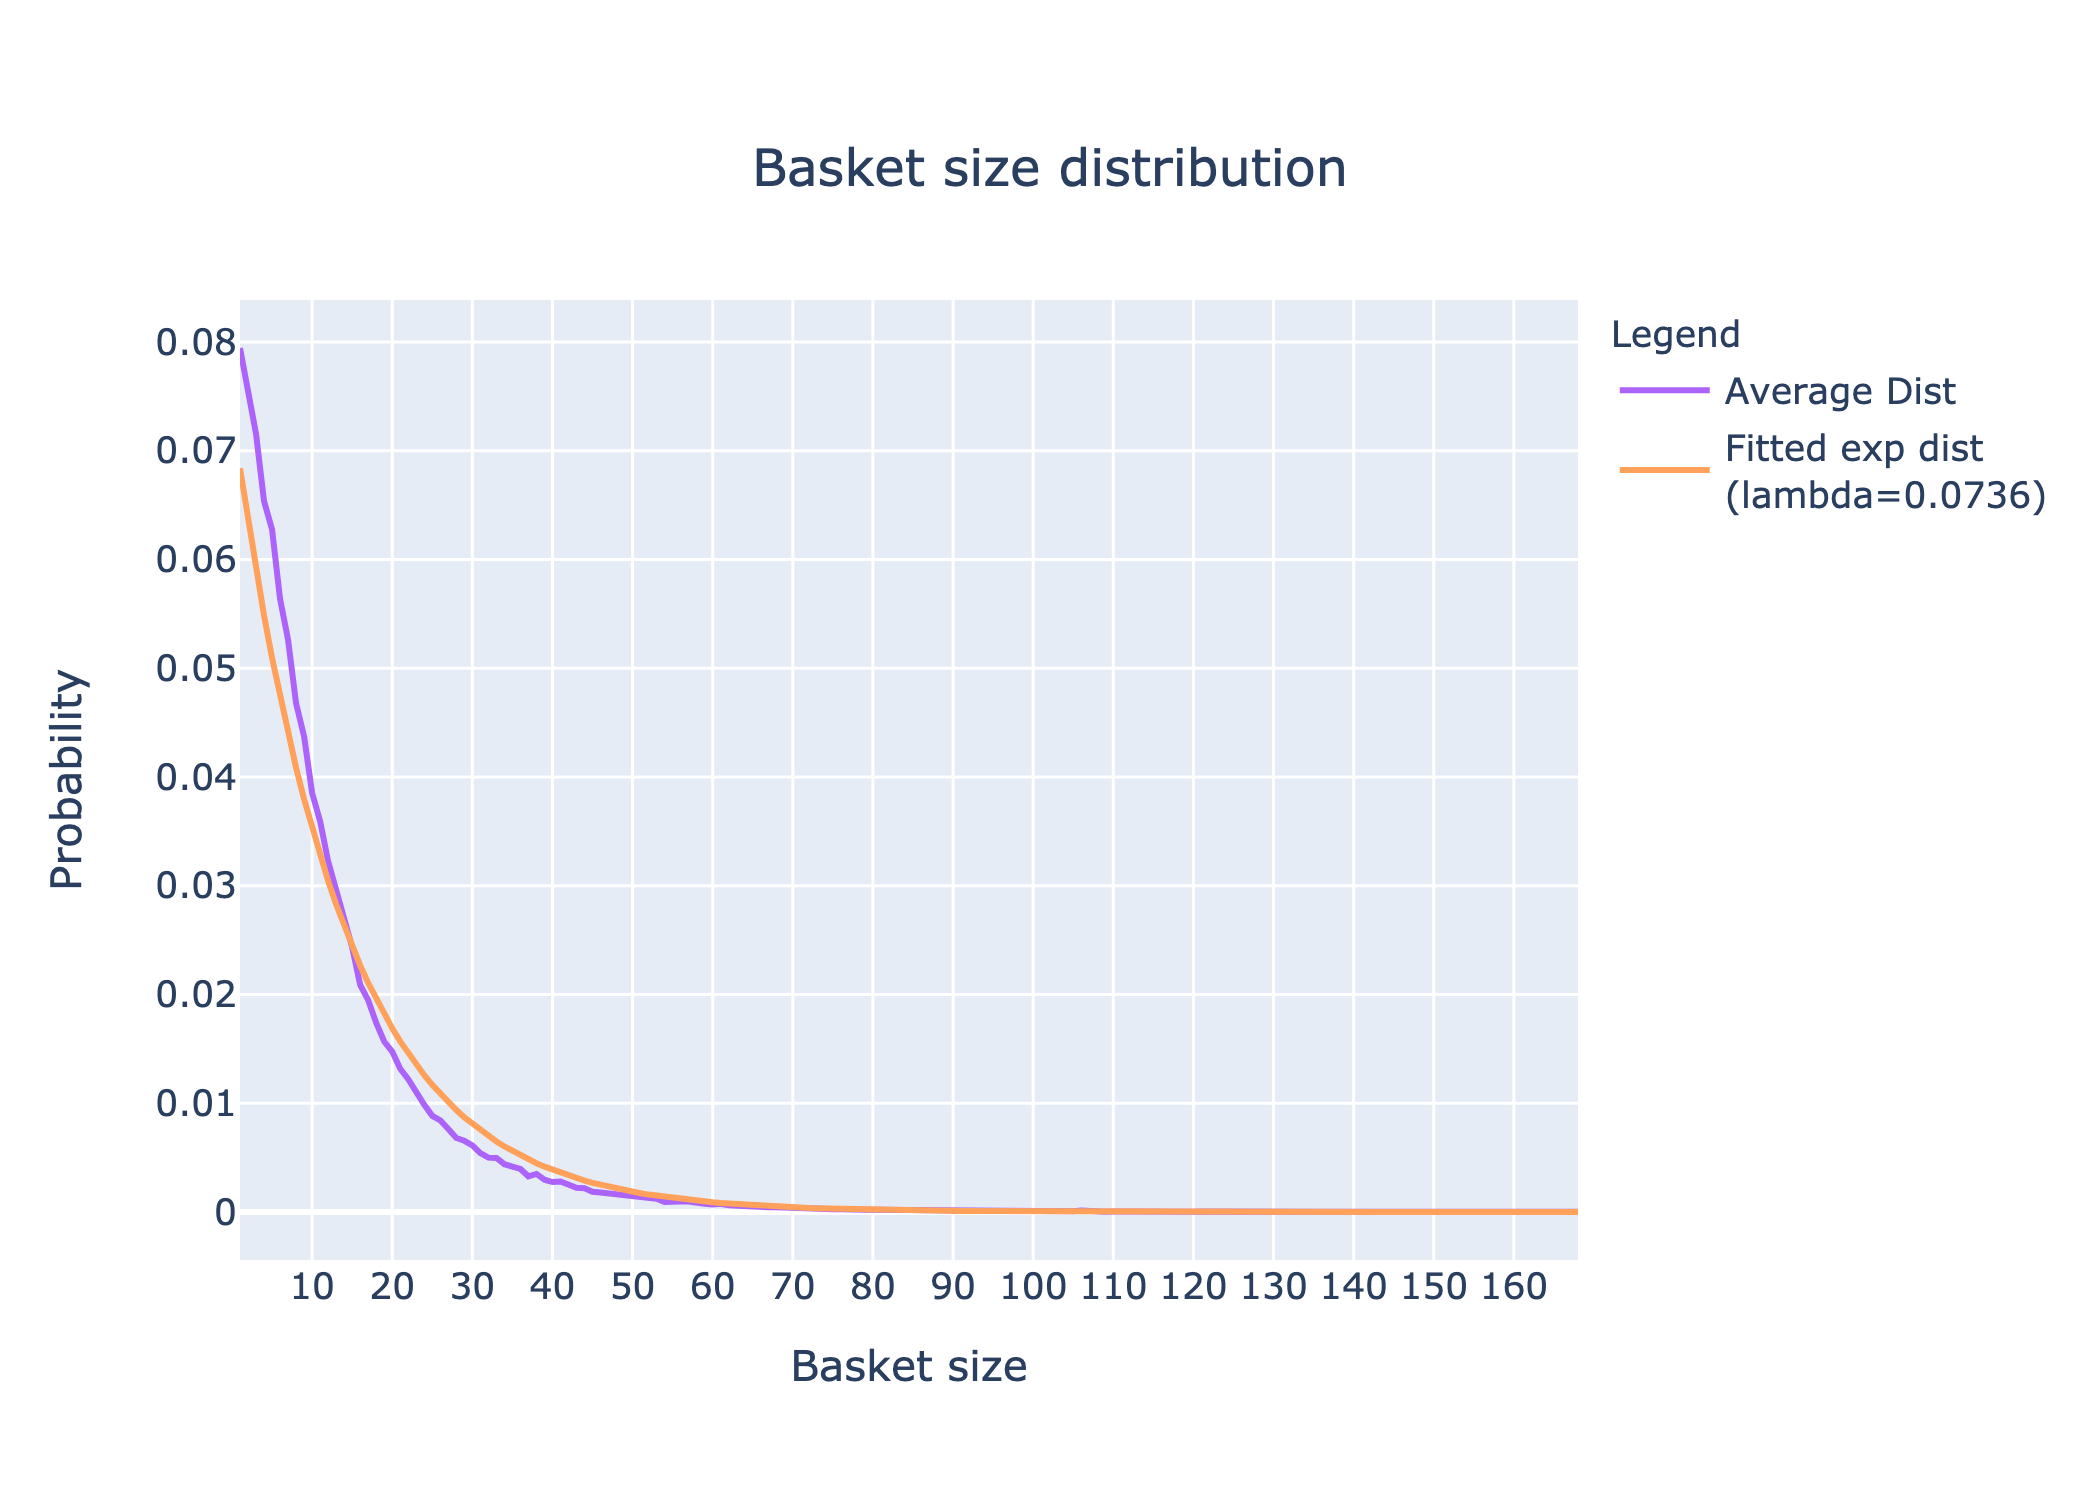 Basket size distribution
Legend
Average Dist
Fitted exp dist
(lambda=0.0736)
Probability
0.08
0.07
0.06
0.05
0.04
0.03
0.02
0.01
0
10 20 30 40 50 60 70 80 90 100 110 120 130 140 150 160
Basket size